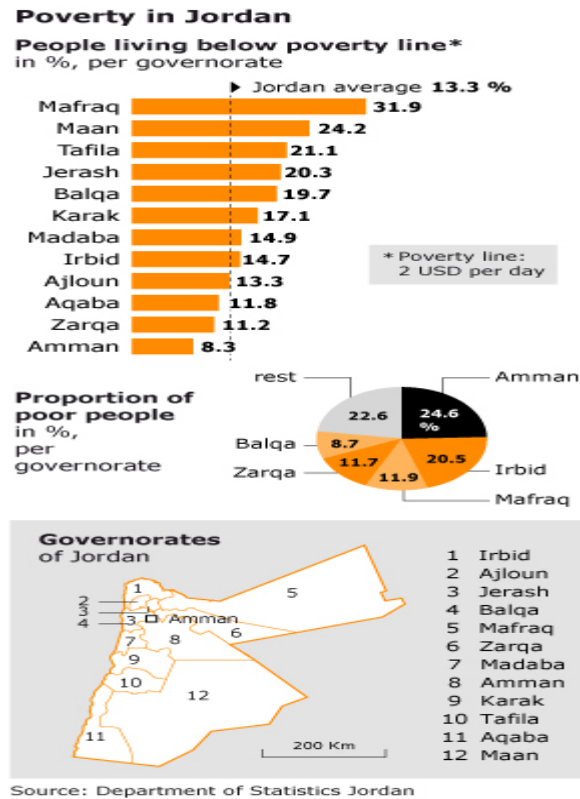 Poverty in Jordan
People living below poverty line*
in %, per governorate
Jordan average 13.3 %
Mafraq 31.9
Maan 24.2
Tafila 21.1
Jerash 20.3
Balqa 19.7
Karak 17.1
Madaba 14.9
Irbid 14.7
Ajloun 13.3
Aqaba 11.8
Zarqa 11.2
Amman 8.3
* Poverty line:
2 USD per day
Proportion of
poor people
in %,
per
governorate
rest
22.6
Amman
24.6
%
Balqa
8.7
Irbid
20.5
Zarqa
11.7
Mafraq
11.9
Governorates
of Jordan
1
2
3
4
3
Amman
5
6
7
8
9
10
11
12
200 Km
1 Irbid
2 Ajloun
3 Jerash
4 Balqa
5 Mafraq
6 Zarqa
7 Madaba
8 Amman
9 Karak
10 Tafila
11 Aqaba
12 Maan
Source: Department of Statistics Jordan